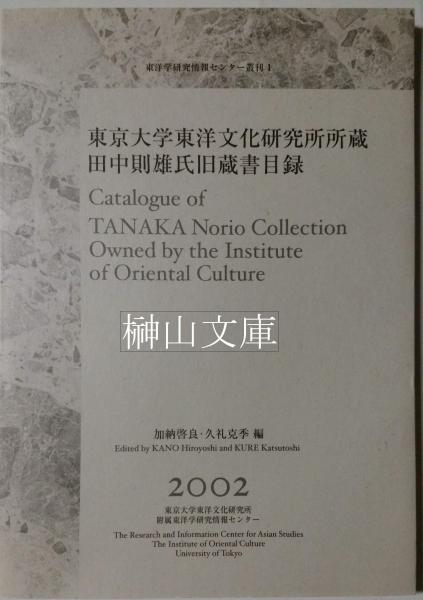 東洋学研究情報センター叢刊 1
東京大学東洋文化研究所所蔵
田中則雄氏旧蔵書目録
Catalogue of
TANAKA Norio Collection
Owned by the Institute
of Oriental Culture
榊山文庫
加納啓良・久礼克季 編
Edited by KANO Hiroyoshi and KURE Katsutoshi
2002
東京大学東洋文化研究所
附属東洋学研究情報センター
The Research and Information Center for Asian Studies
The Institute of Oriental Culture
University of Tokyo